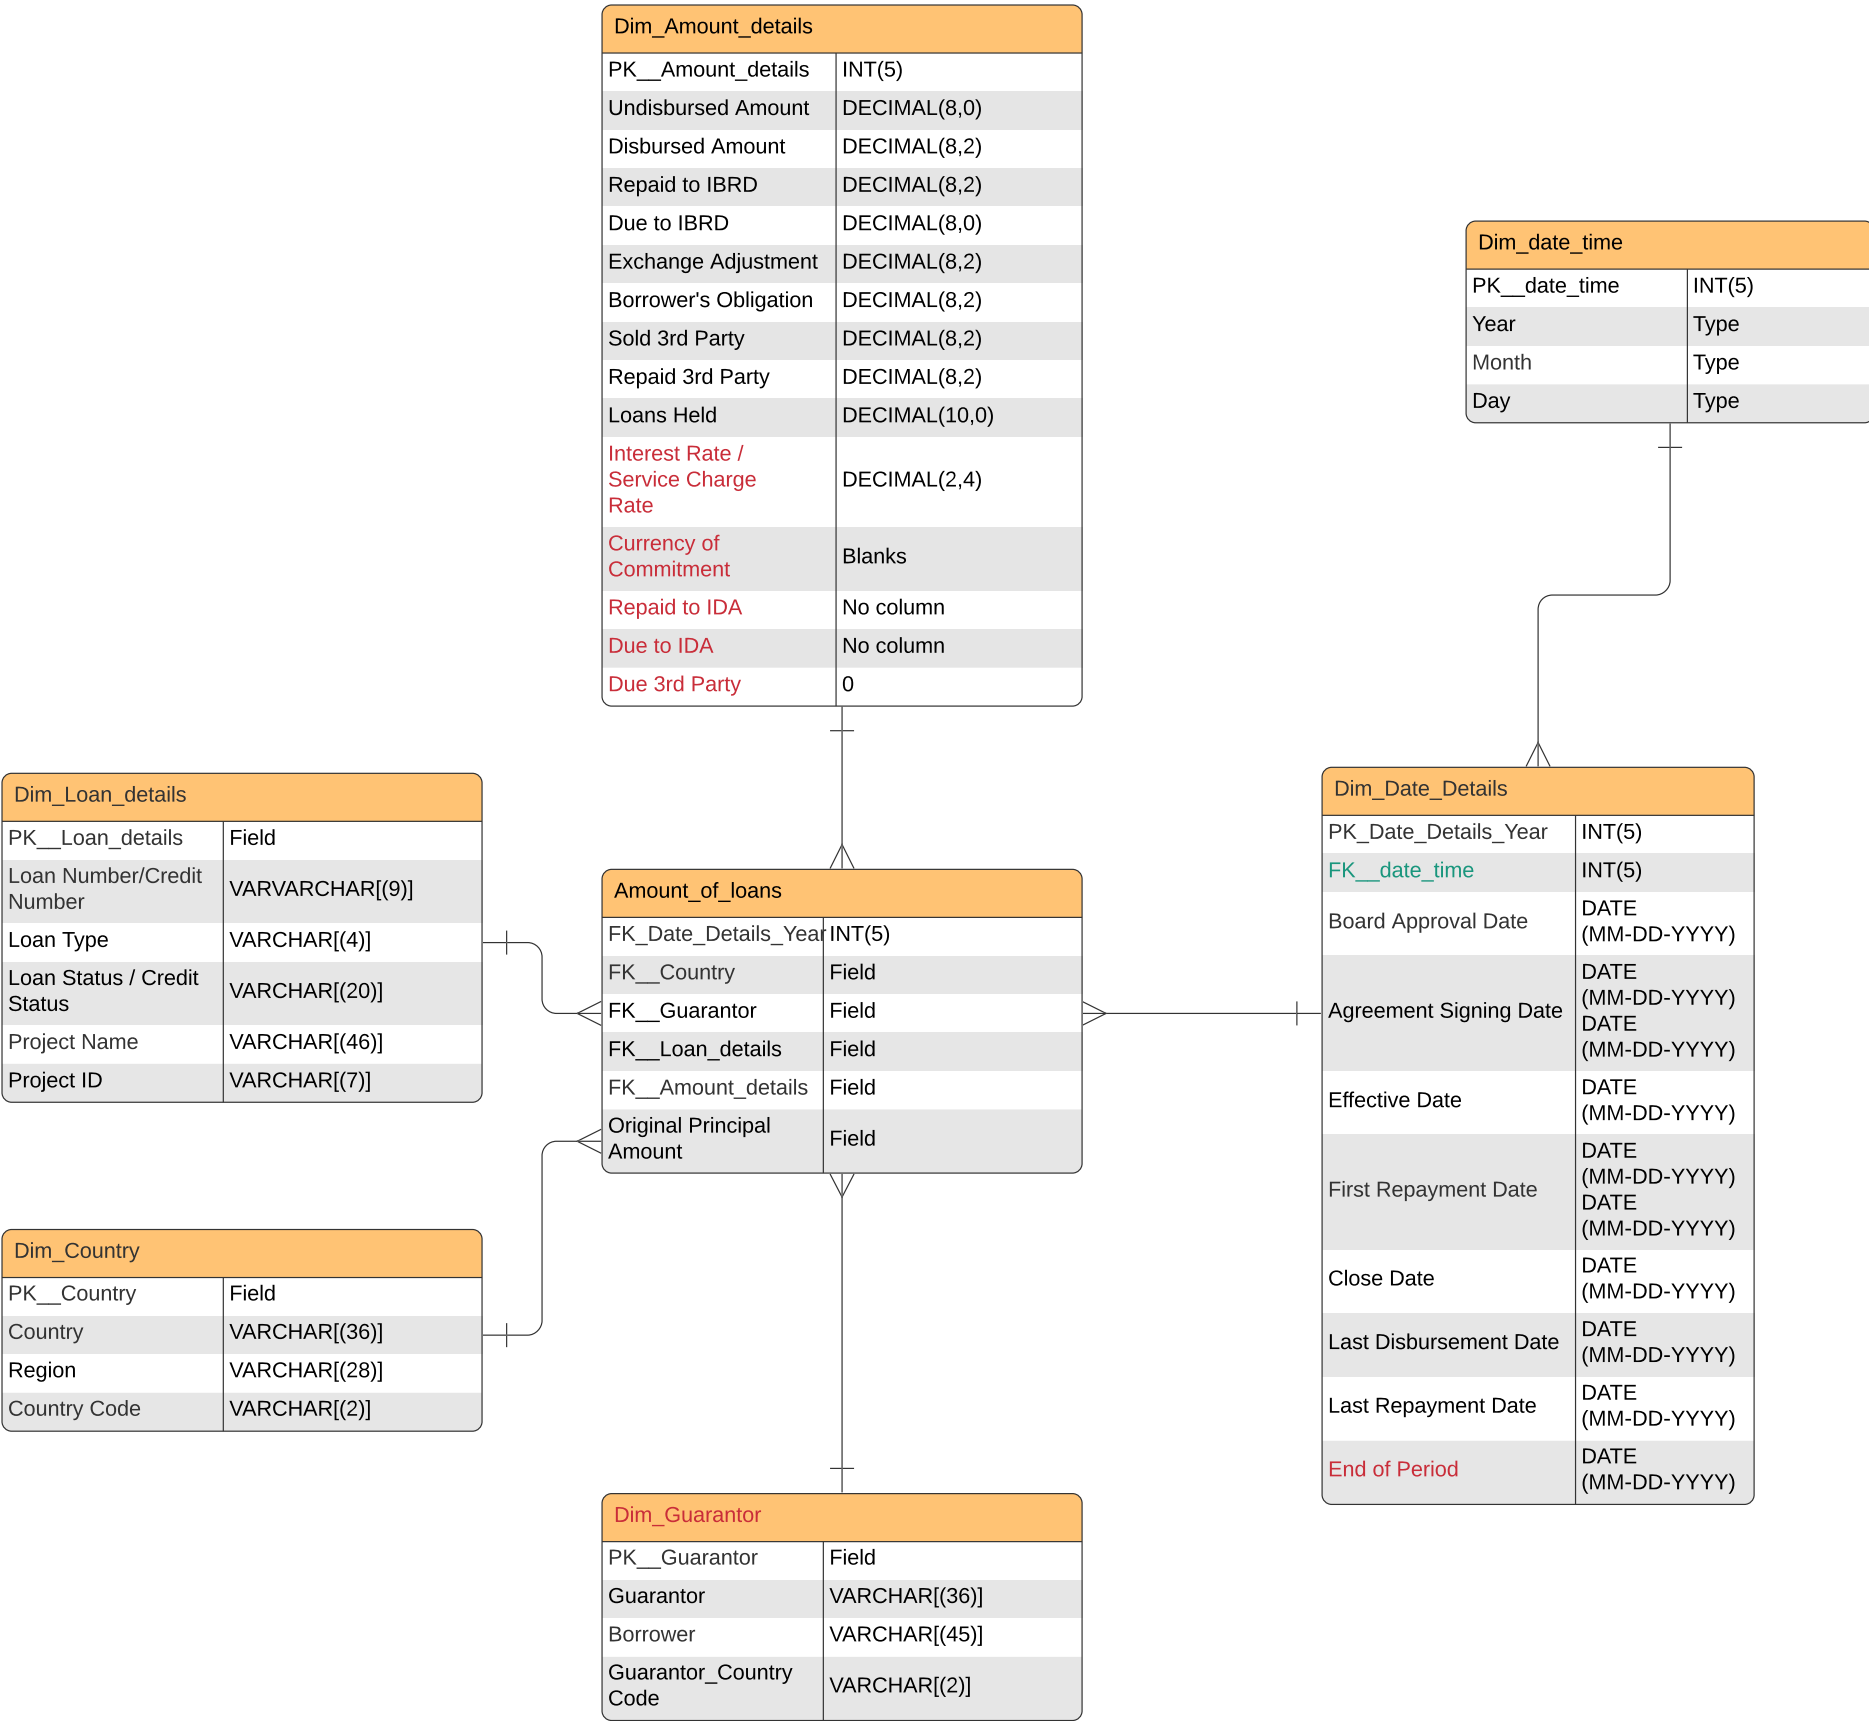 Dim_Amount_details
PK__Amount_details INT(5)
Undisbursed Amount DECIMAL(8,0)
Disbursed Amount DECIMAL(8,2)
Repaid to IBRD DECIMAL(8,2)
Due to IBRD DECIMAL(8,0)
Exchange Adjustment DECIMAL(8,2)
Borrower's Obligation DECIMAL(8,2)
Sold 3rd Party DECIMAL(8,2)
Repaid 3rd Party DECIMAL(8,2)
Loans Held DECIMAL(10,0)
Interest Rate /
Service Charge
Rate
DECIMAL(2,4)
Currency of
Commitment
Blanks
Repaid to IDA No column
Due to IDA No column
Due 3rd Party 0
Dim_date_time
PK__date_time INT(5)
Year Type
Month Type
Day Type
Dim_Loan_details
PK__Loan_details Field
Loan Number/Credit
Number
VARVARCHAR[(9)]
Loan Type VARCHAR[(4)]
Loan Status / Credit
Status
VARCHAR[(20)]
Project Name VARCHAR[(46)]
Project ID VARCHAR[(7)]
Amount_of_loans
FK_Date_Details_Year INT(5)
FK__Country Field
FK__Guarantor Field
FK__Loan_details Field
FK__Amount_details Field
Original Principal
Amount
Field
Dim_Date_Details
PK_Date_Details_Year INT(5)
FK__date_time INT(5)
Board Approval Date
DATE
(MM-DD-YYYY)
Agreement Signing Date
DATE
(MM-DD-YYYY)
DATE
(MM-DD-YYYY)
Effective Date
DATE
(MM-DD-YYYY)
First Repayment Date
DATE
(MM-DD-YYYY)
DATE
(MM-DD-YYYY)
Close Date
DATE
(MM-DD-YYYY)
Last Disbursement Date
DATE
(MM-DD-YYYY)
Last Repayment Date
DATE
(MM-DD-YYYY)
End of Period
DATE
(MM-DD-YYYY)
Dim_Country
PK__Country Field
Country VARCHAR[(36)]
Region VARCHAR[(28)]
Country Code VARCHAR[(2)]
Dim_Guarantor
PK__Guarantor Field
Guarantor VARCHAR[(36)]
Borrower VARCHAR[(45)]
Guarantor_Country
Code
VARCHAR[(2)]